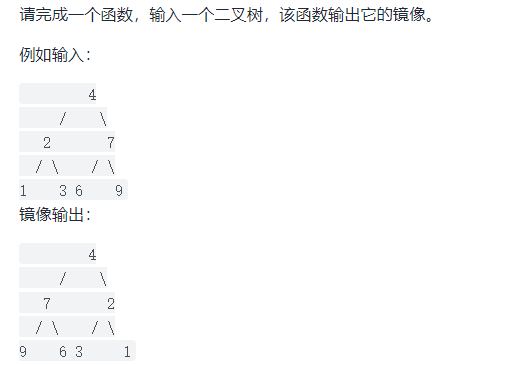 请完成一个函数，输入一个二叉树，该函数输出它的镜像。
例如输入：
4
/ \
2 7
/ \ / \
1 3 6 9
镜像输出：
4
/ \
7 2
/ \ / \
9 6 3 1